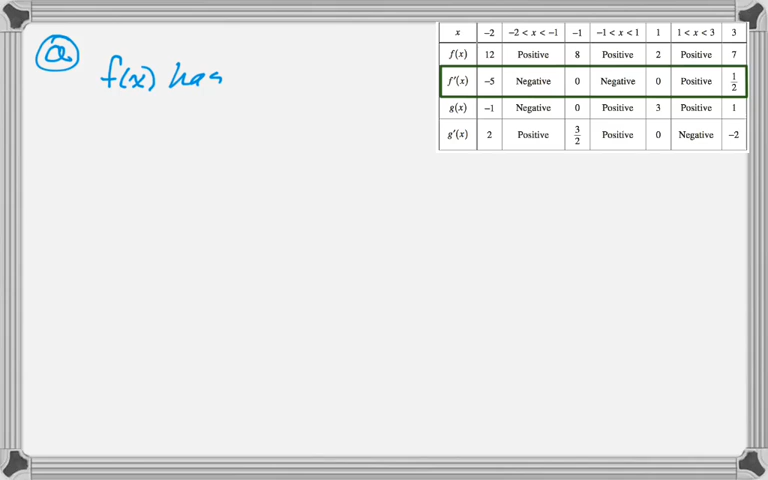 a
f(x) has
x −2 −2 < x < −1 −1 −1 < x < 1 1 1 < x < 3 3
f(x) 12 Positive 8 Positive 2 Positive 7
f′(x) −5 Negative 0 Negative 0 Positive 1/2
g(x) −1 Negative 0 Positive 3 Positive 1
g′(x) 2 Positive 3/2 Positive 0 Negative −2